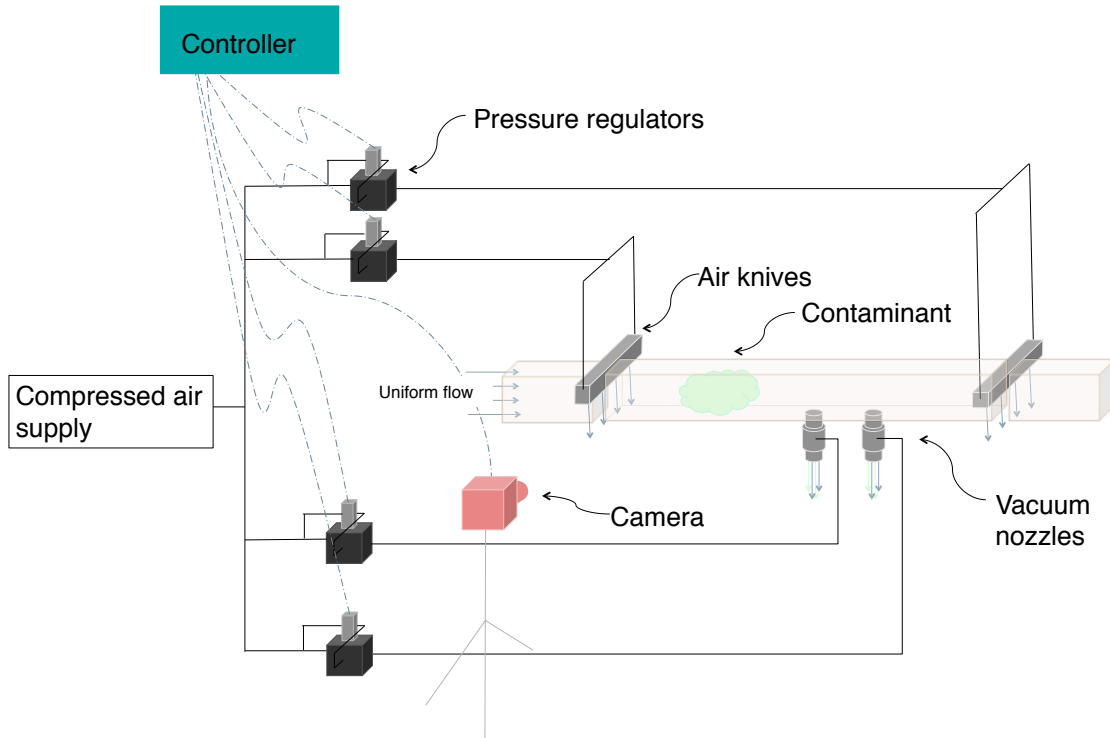 Controller
Pressure regulators
Air knives
Contaminant
Uniform flow
Compressed air
supply
Camera
Vacuum
nozzles